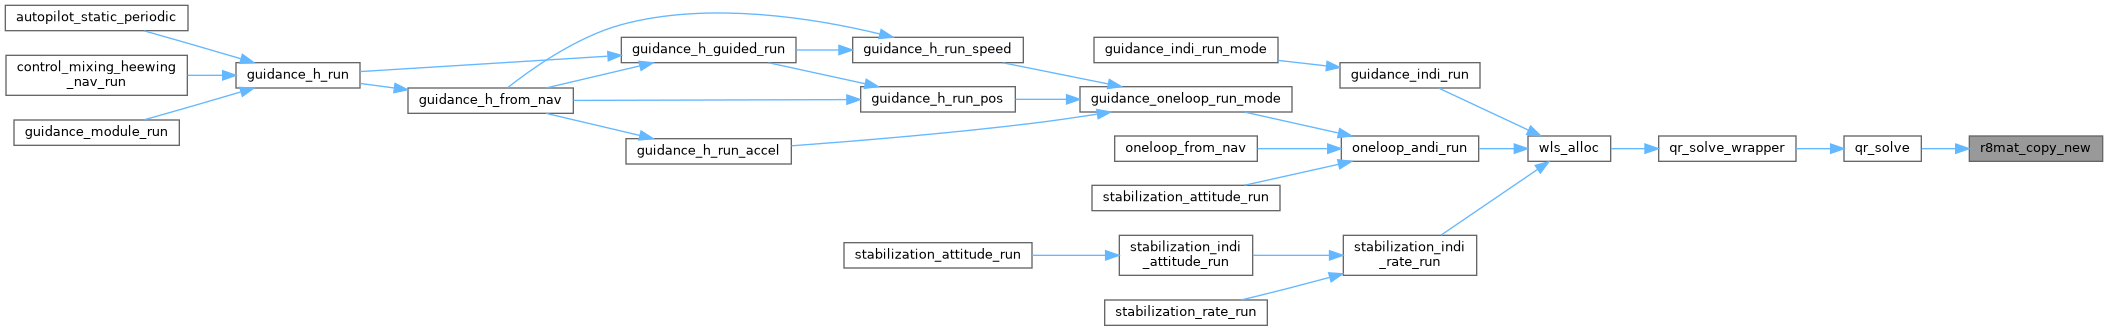 autopilot_static_periodic
control_mixing_heewing
_nav_run
guidance_module_run
guidance_h_run
guidance_h_from_nav
guidance_h_guided_run
guidance_h_run_accel
guidance_h_run_speed
guidance_h_run_pos
guidance_indi_run_mode
guidance_oneloop_run_mode
oneloop_from_nav
stabilization_attitude_run
stabilization_attitude_run
stabilization_indi
_attitude_run
stabilization_rate_run
guidance_indi_run
oneloop_andi_run
stabilization_indi
_rate_run
wls_alloc
qr_solve_wrapper
qr_solve
r8mat_copy_new